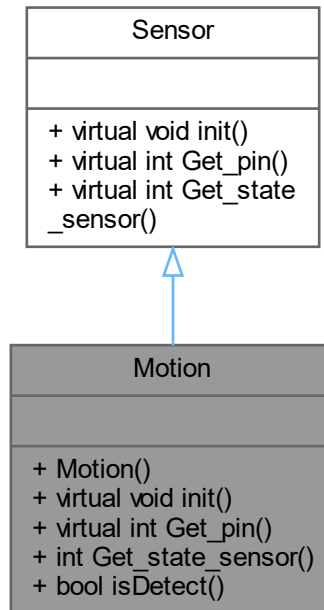 Sensor
+ virtual void init()
+ virtual int Get_pin()
+ virtual int Get_state
_sensor()
Motion
+ Motion()
+ virtual void init()
+ virtual int Get_pin()
+ int Get_state_sensor()
+ bool isDetect()